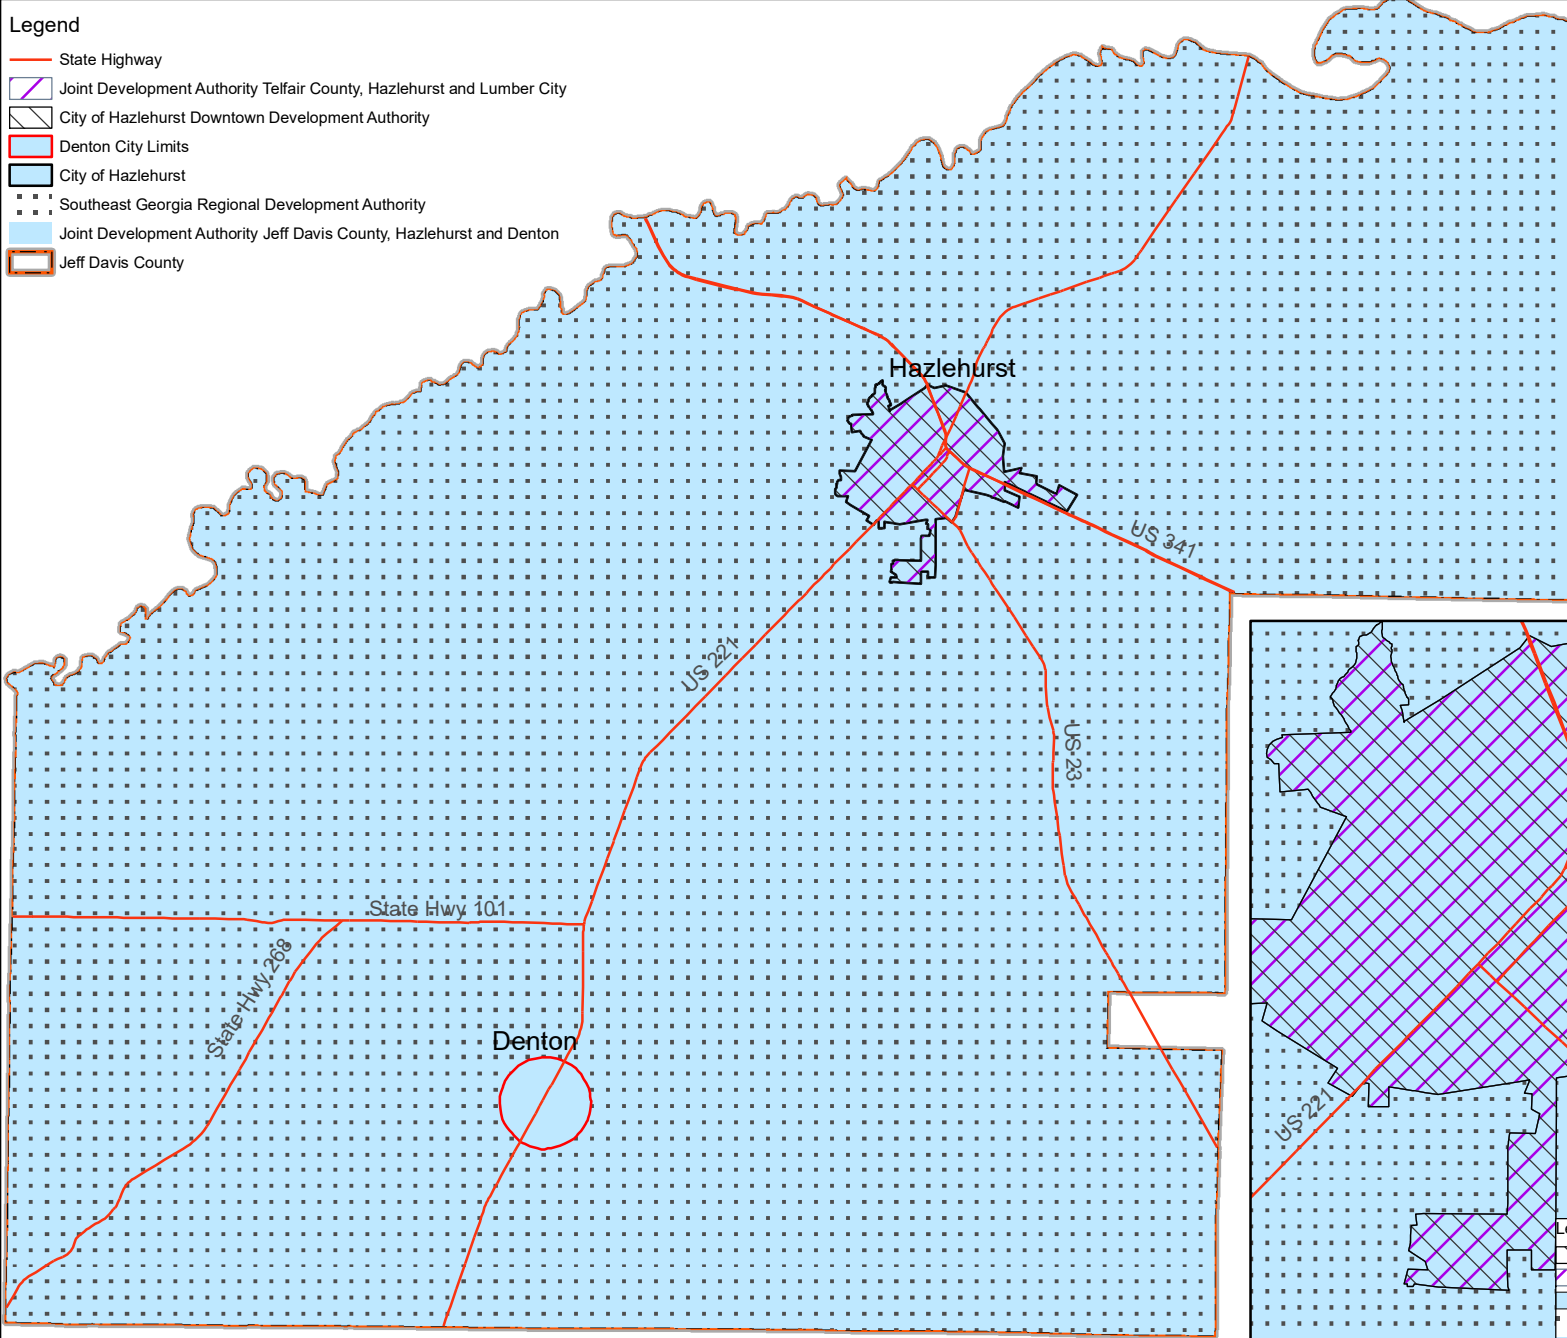 Legend
State Highway
Joint Development Authority Telfair County, Hazlehurst and Lumber City
City of Hazlehurst Downtown Development Authority
Denton City Limits
City of Hazlehurst
Southeast Georgia Regional Development Authority
Joint Development Authority Jeff Davis County, Hazlehurst and Denton
Jeff Davis County
Hazlehurst
US 341
US 221
US 23
State Hwy 101
State Hwy 268
Denton
US 221